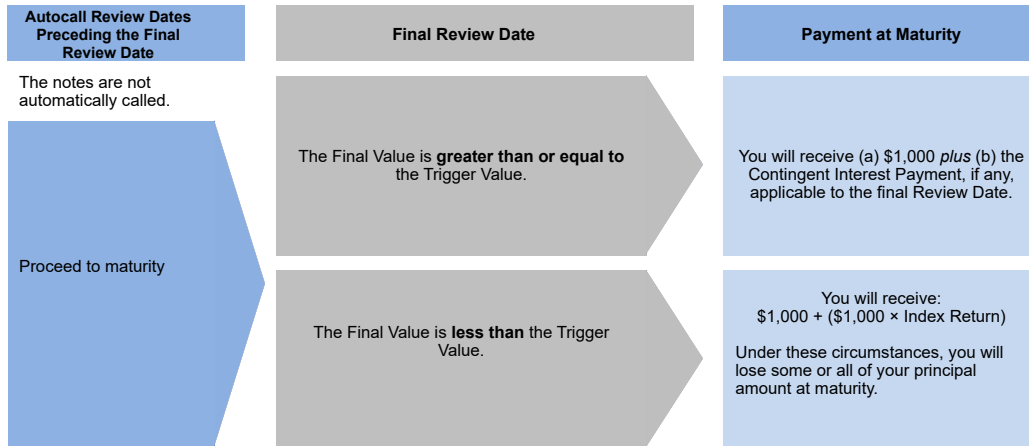 Autocall Review Dates
Preceding the Final
Review Date
Final Review Date
Payment at Maturity
The notes are not
automatically called.
Proceed to maturity
The Final Value is greater than or equal to
the Trigger Value.
You will receive (a) $1,000 plus (b) the
Contingent Interest Payment, if any,
applicable to the final Review Date.
The Final Value is less than the Trigger
Value.
You will receive:
$1,000 + ($1,000 × Index Return)
Under these circumstances, you will
lose some or all of your principal
amount at maturity.